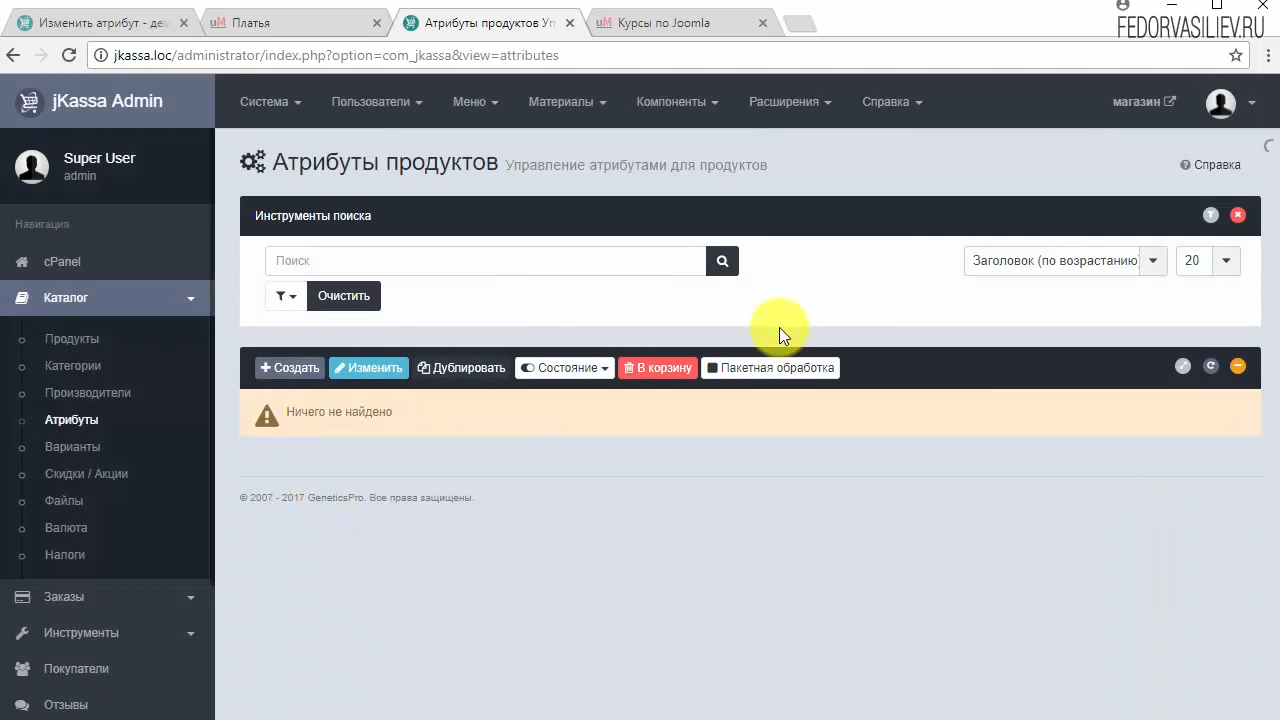 Изменить атрибут - дем
Платья
Атрибуты продуктов Уп
Курсы по Joomla
FEDORVASILIEV.RU
jkassa.loc/administrator/index.php?option=com_jkassa&view=attributes
jKassa Admin
Система
Пользователи
Меню
Материалы
Компоненты
Расширения
Справка
магазин
Super User
admin
Атрибуты продуктов Управление атрибутами для продуктов
Справка
Навигация
Инструменты поиска
cPanel
Поиск
Заголовок (по возрастанию)
20
Каталог
Очистить
Продукты
Категории
Создать
Изменить
Дублировать
Состояние
В корзину
Пакетная обработка
Производители
Атрибуты
Ничего не найдено
Варианты
Скидки / Акции
Файлы
© 2007 - 2017 GeneticsPro. Все права защищены.
Валюта
Налоги
Заказы
Инструменты
Покупатели
Отзывы